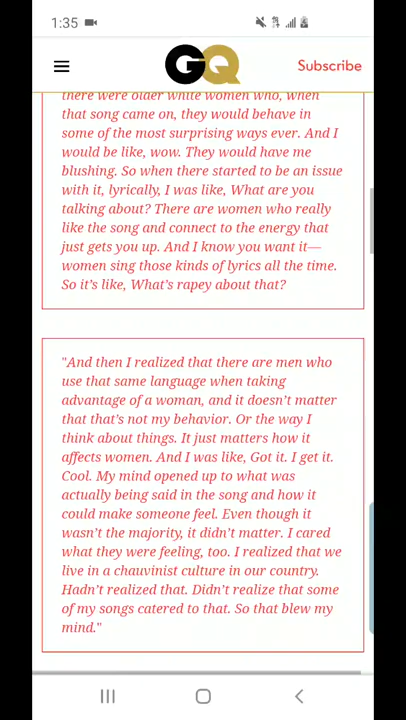 1:35
GQ
Subscribe
there were older white women who, when
that song came on, they would behave in
some of the most surprising ways ever. And I
would be like, wow. They would have me
blushing. So when there started to be an issue
with it, lyrically, I was like, What are you
talking about? There are women who really
like the song and connect to the energy that
just gets you up. And I know you want it—
women sing those kinds of lyrics all the time.
So it's like, What's rapey about that?
"And then I realized that there are men who
use that same language when taking
advantage of a woman, and it doesn't matter
that that's not my behavior. Or the way I
think about things. It just matters how it
affects women. And I was like, Got it. I get it.
Cool. My mind opened up to what was
actually being said in the song and how it
could make someone feel. Even though it
wasn't the majority, it didn't matter. I cared
what they were feeling, too. I realized that we
live in a chauvinist culture in our country.
Hadn't realized that. Didn't realize that some
of my songs catered to that. So that blew my
mind."